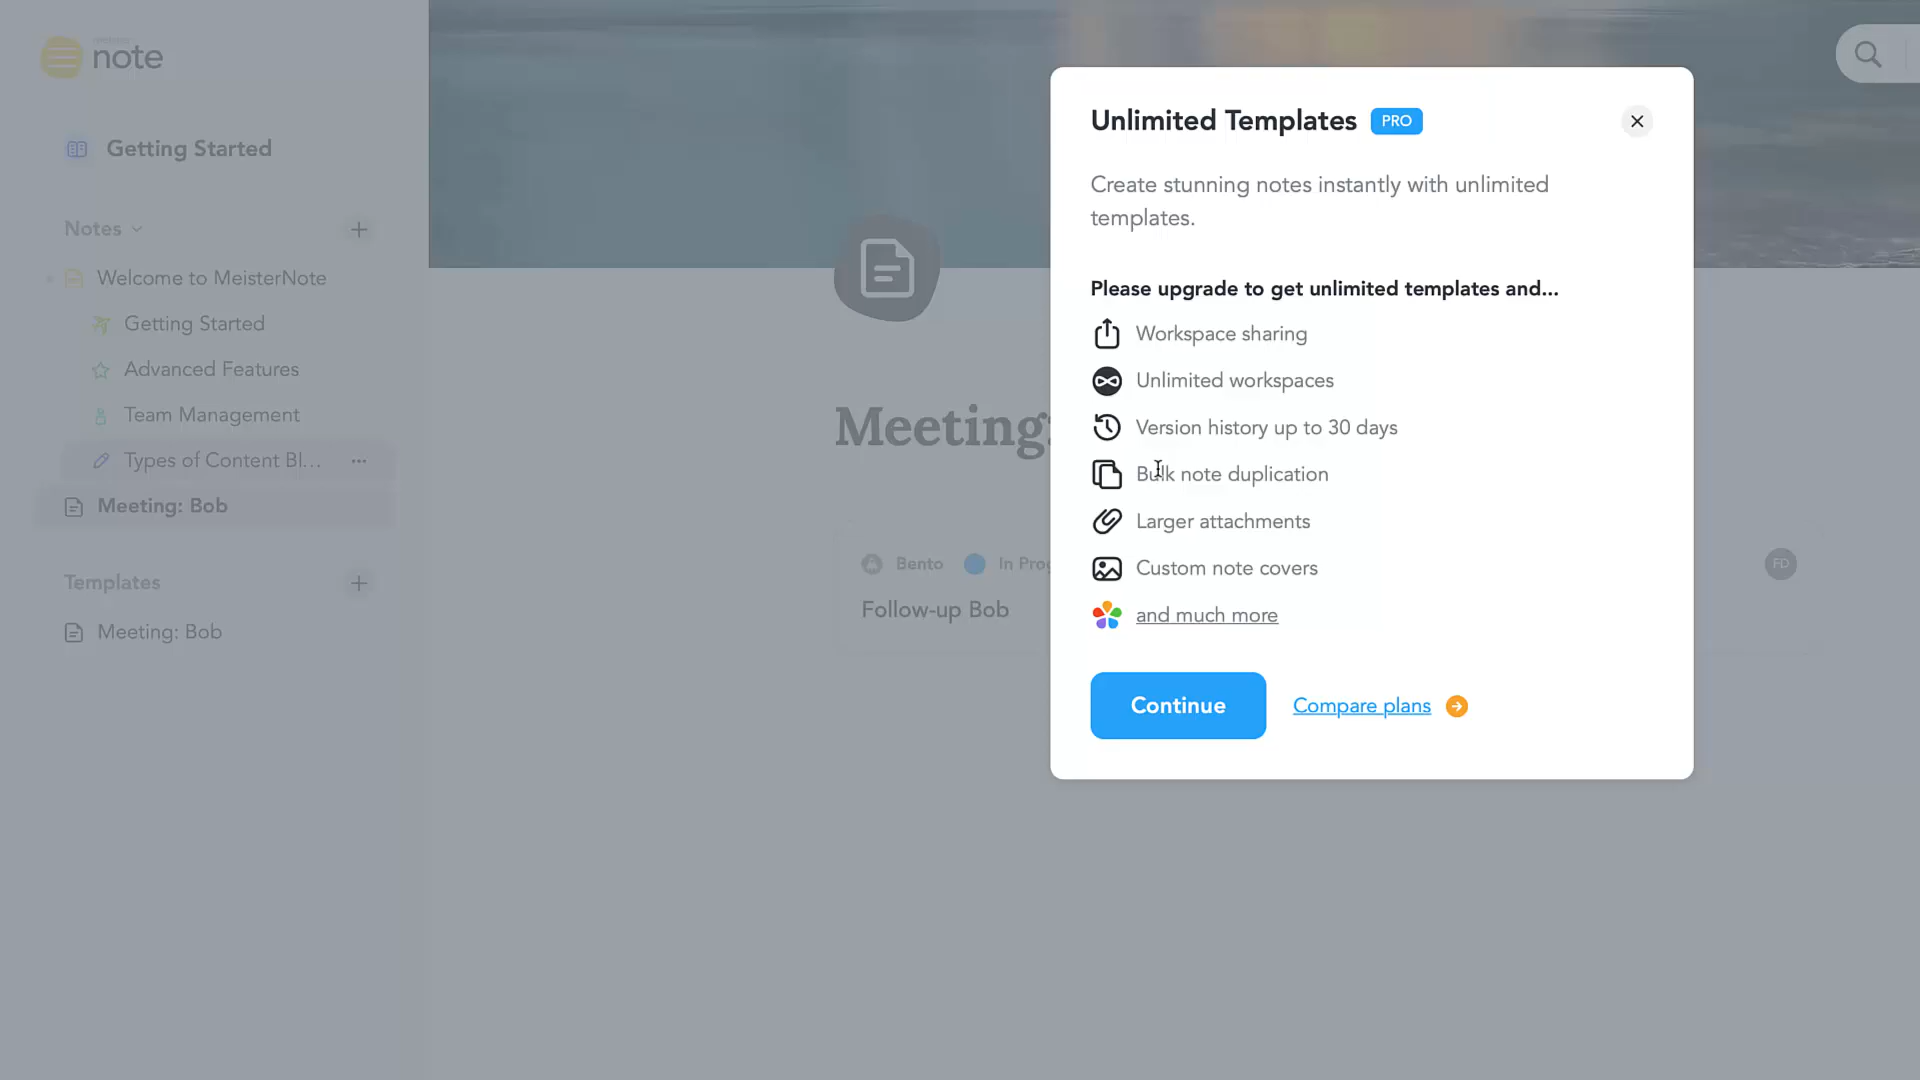 note
Getting Started
Notes
Welcome to MeisterNote
Getting Started
Advanced Features
Team Management
Types of Content Bl...
Meeting: Bob
Templates
Meeting: Bob
Meeting:
Bento In Prog
FD
Follow-up Bob
Unlimited Templates PRO
Create stunning notes instantly with unlimited
templates.
Please upgrade to get unlimited templates and...
Workspace sharing
Unlimited workspaces
Version history up to 30 days
Bulk note duplication
Larger attachments
Custom note covers
and much more
Continue
Compare plans